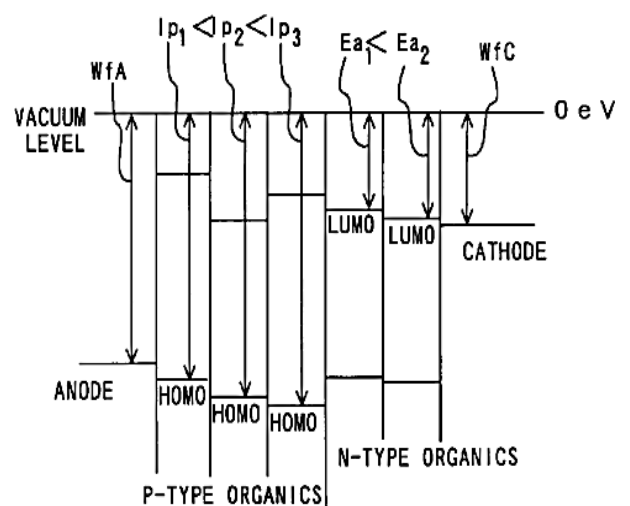 Ip1 < Ip2 < Ip3
Ea1 < Ea2
WfA
WfC
VACUUM
LEVEL
0 eV
LUMO
LUMO
CATHODE
ANODE
HOMO
HOMO
HOMO
N-TYPE ORGANICS
P-TYPE ORGANICS